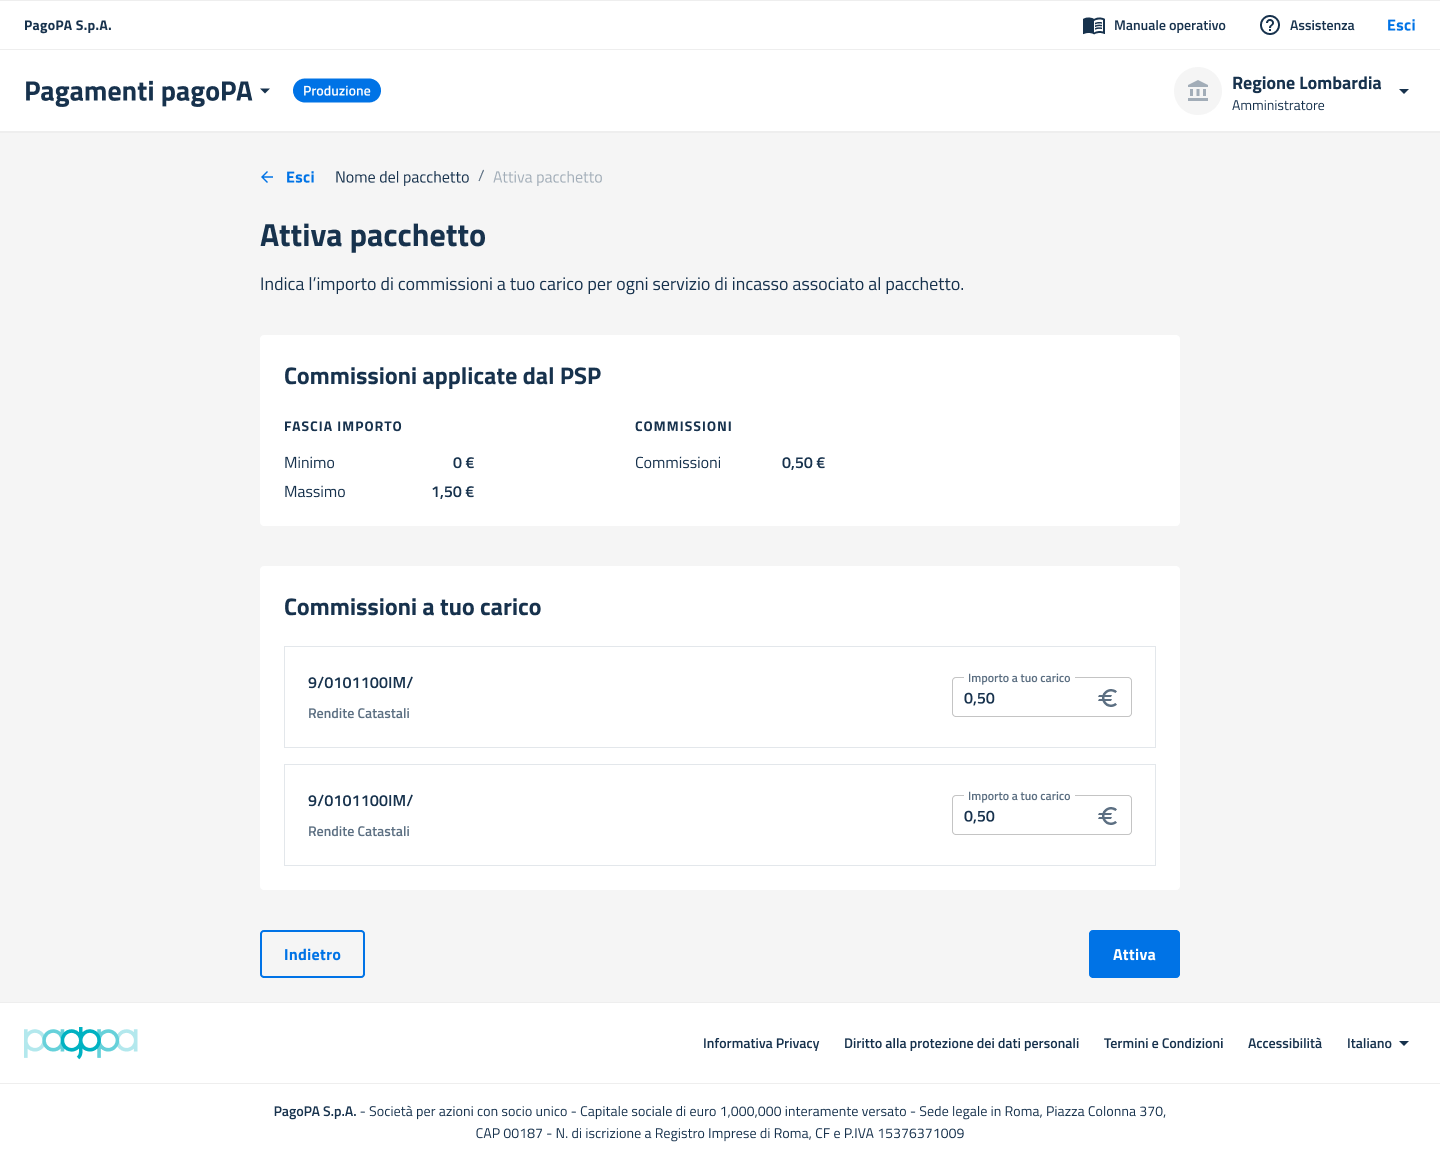 PagoPA S.p.A.
Manuale operativo
Assistenza
Esci
Pagamenti pagoPA
Produzione
Regione Lombardia
Amministratore
Esci
Nome del pacchetto / Attiva pacchetto
Attiva pacchetto
Indica l’importo di commissioni a tuo carico per ogni servizio di incasso associato al pacchetto.
Commissioni applicate dal PSP
FASCIA IMPORTO
Minimo 0 €
Massimo 1,50 €
COMMISSIONI
Commissioni 0,50 €
Commissioni a tuo carico
9/0101100IM/
Rendite Catastali
Importo a tuo carico
0,50 €
9/0101100IM/
Rendite Catastali
Importo a tuo carico
0,50 €
Indietro
Attiva
pagopa
Informativa Privacy
Diritto alla protezione dei dati personali
Termini e Condizioni
Accessibilità
Italiano
PagoPA S.p.A. - Società per azioni con socio unico - Capitale sociale di euro 1,000,000 interamente versato - Sede legale in Roma, Piazza Colonna 370,
CAP 00187 - N. di iscrizione a Registro Imprese di Roma, CF e P.IVA 15376371009